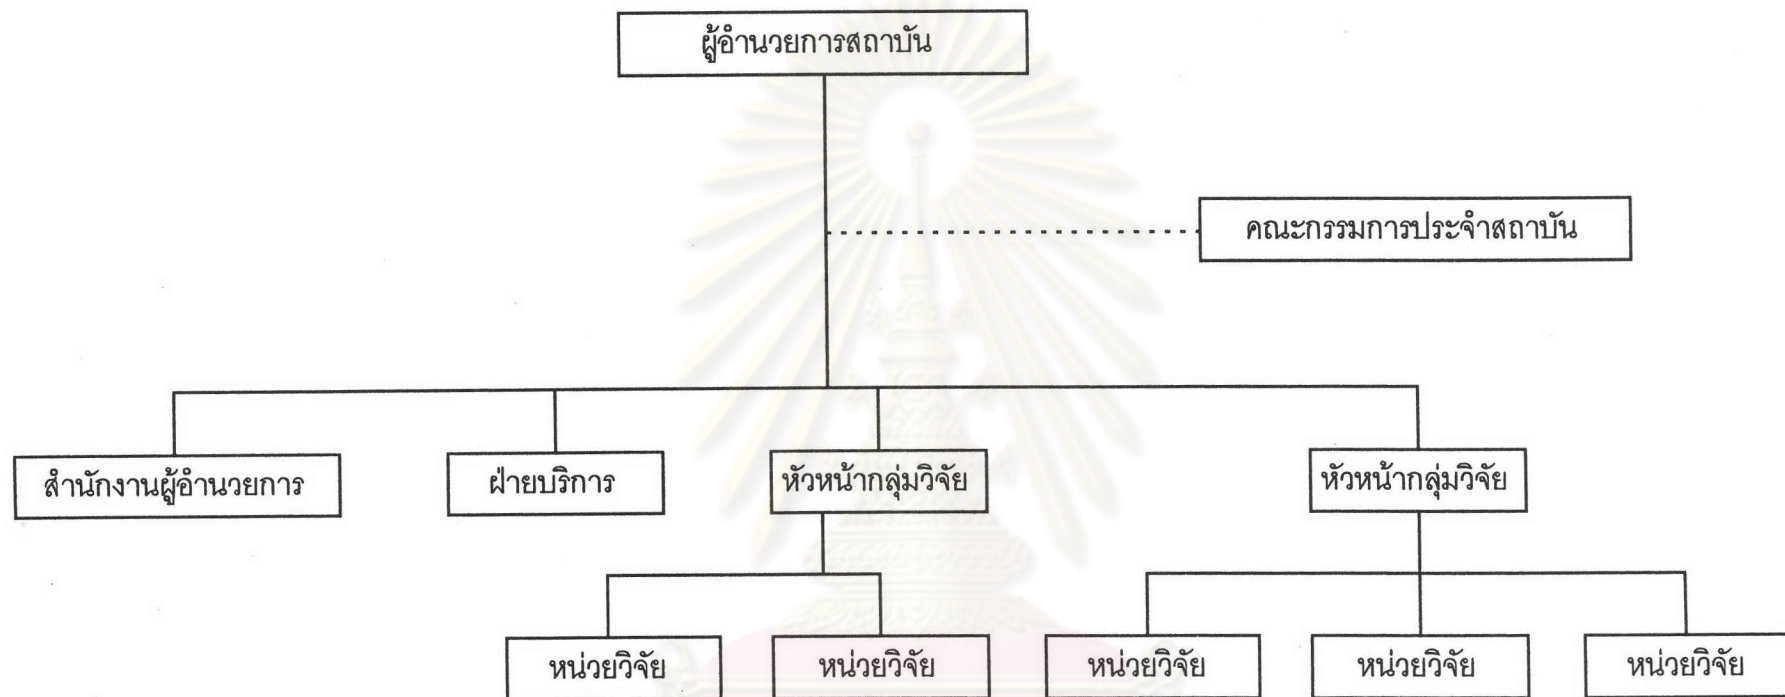 ผู้อำนวยการสถาบัน
คณะกรรมการประจำสถาบัน
สำนักงานผู้อำนวยการ
ฝ่ายบริการ
หัวหน้ากลุ่มวิจัย
หัวหน้ากลุ่มวิจัย
หน่วยวิจัย
หน่วยวิจัย
หน่วยวิจัย
หน่วยวิจัย
หน่วยวิจัย